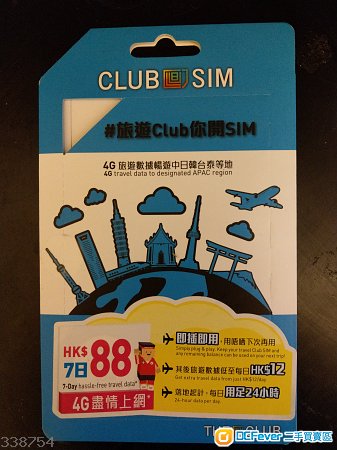 CLUB SIM
#旅遊Club你開SIM
4G 旅遊數據暢遊中日韓台泰等地
4G travel data to designated APAC region
HK$88
7日
7-Day hassle-free travel data*
4G盡情上網*
即插即用,用唔晒下次再用
Simply plug & play. Keep your travel Club SIM and
any remaining balance can be used on your next trip!
其後旅遊數據低至每日HK$12
Get extra travel data from just HK$12/day.
落地起計,每日用足24小時
24-hour data per day.
THE CLUB
338754
DCFever 二手買賣區